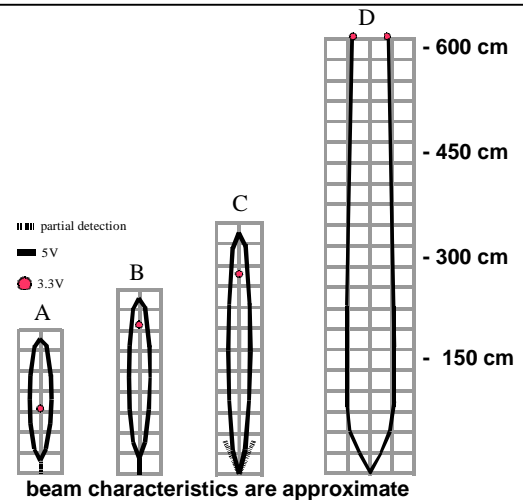 D
- 600 cm
- 450 cm
C
partial detection
5V
B
- 300 cm
3.3V
A
- 150 cm
beam characteristics are approximate